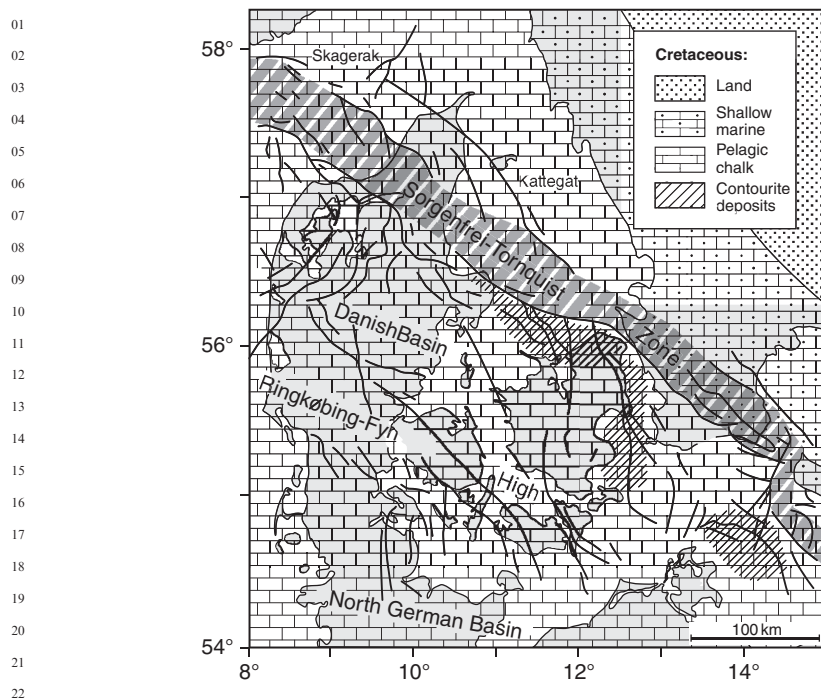 01
02
03
04
05
06
07
08
09
10
11
12
13
14
15
16
17
18
19
20
21
22
58°
56°
54°
8°
10°
12°
14°
Skagerak
Kattegat
Sorgenfrei-Tornquist
Zone
DanishBasin
Ringkøbing-Fyn
High
North German Basin
Cretaceous:
Land
Shallow
marine
Pelagic
chalk
Contourite
deposits
100 km